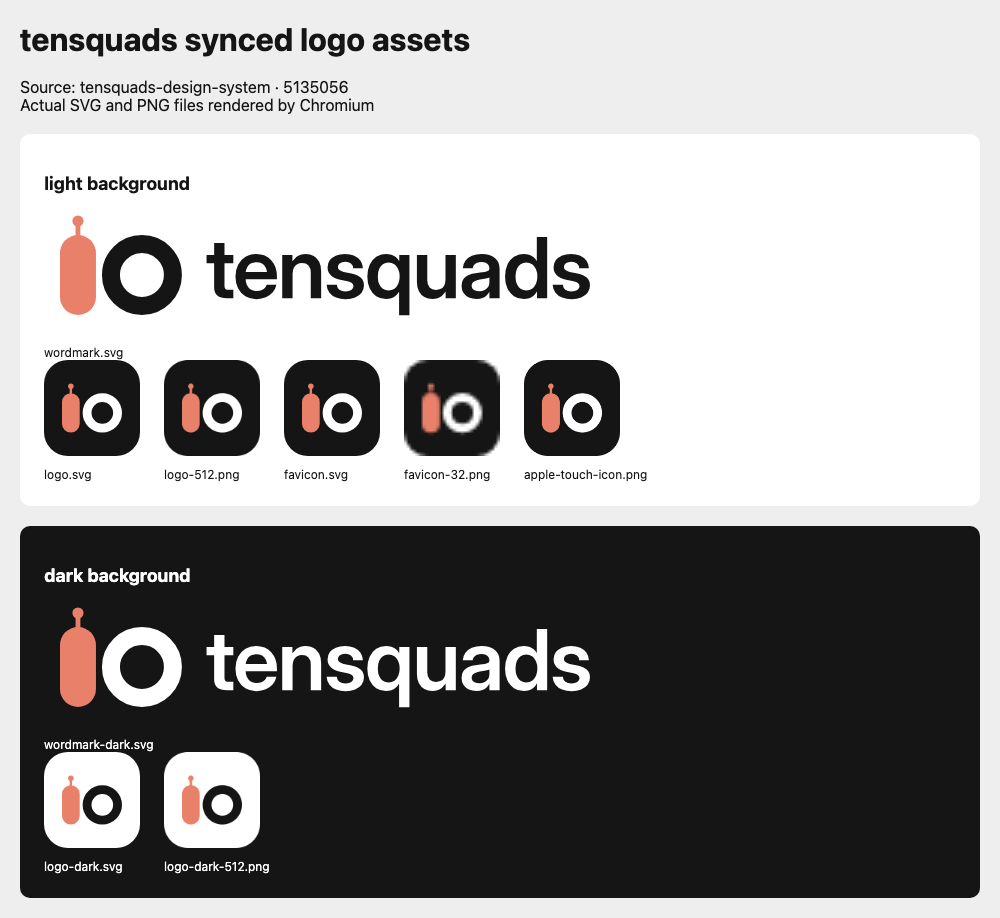 tensquads synced logo assets
Source: tensquads-design-system · 5135056
Actual SVG and PNG files rendered by Chromium
light background
tensquads
wordmark.svg
logo.svg logo-512.png favicon.svg favicon-32.png apple-touch-icon.png
dark background
tensquads
wordmark-dark.svg
logo-dark.svg logo-dark-512.png